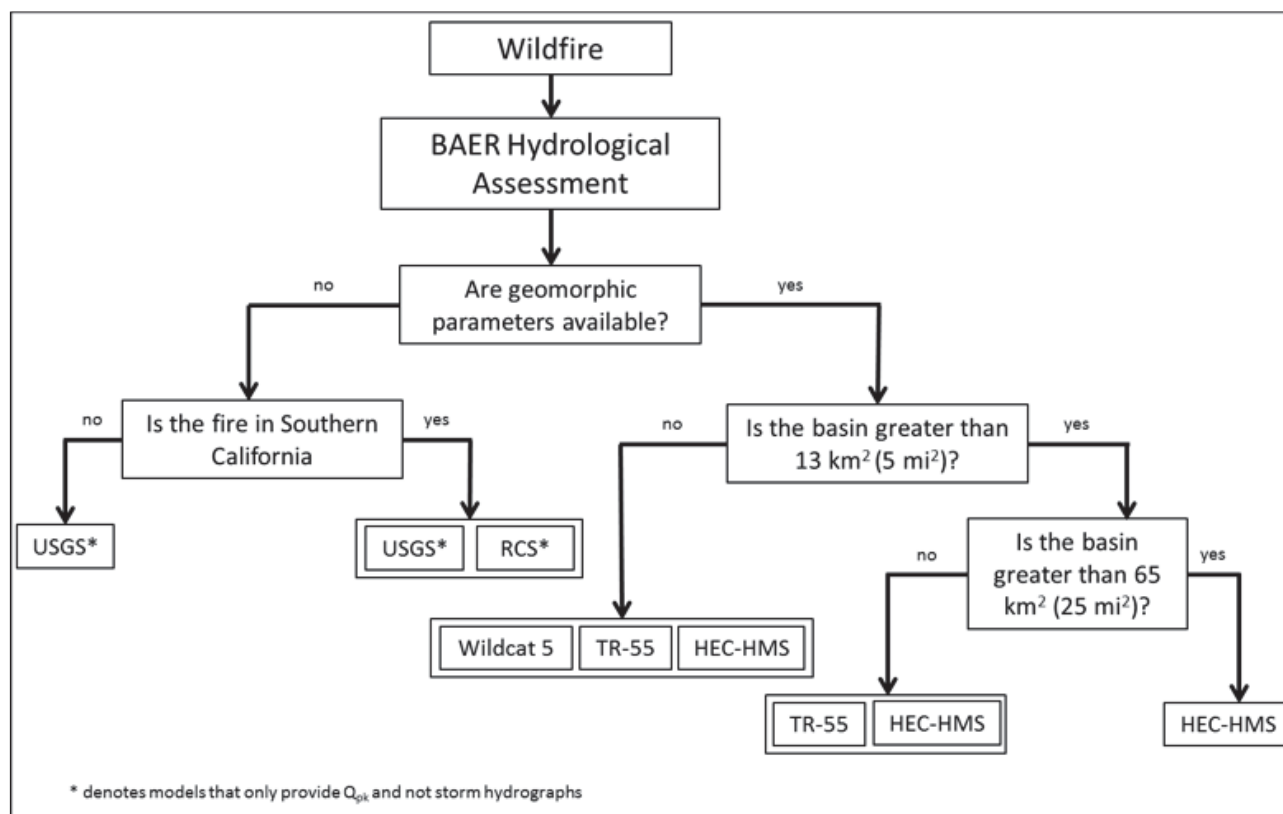 Wildfire
BAER Hydrological
Assessment
no
Are geomorphic
parameters available?
yes
no
Is the fire in Southern
California
yes
no
Is the basin greater than
13 km² (5 mi²)?
yes
USGS*
USGS*
RCS*
no
Is the basin
greater than 65
km² (25 mi²)?
yes
Wildcat 5
TR-55
HEC-HMS
TR-55
HEC-HMS
HEC-HMS
* denotes models that only provide Qpk and not storm hydrographs